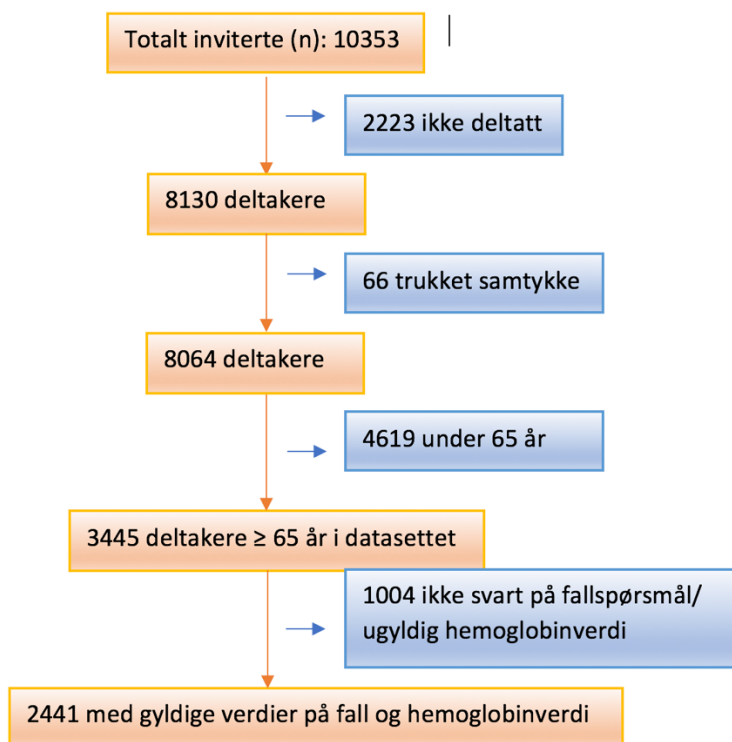 Totalt inviterte (n): 10353
2223 ikke deltatt
8130 deltakere
66 trukket samtykke
8064 deltakere
4619 under 65 år
3445 deltakere ≥ 65 år i datasettet
1004 ikke svart på fallspørsmål/
ugyldig hemoglobinverdi
2441 med gyldige verdier på fall og hemoglobinverdi